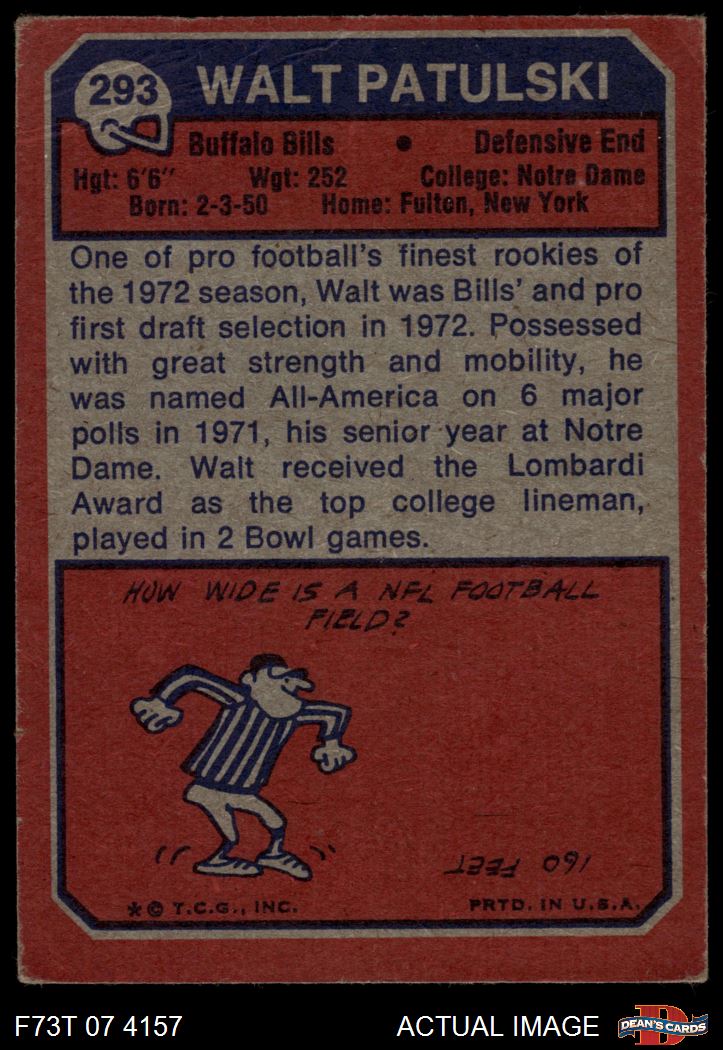 293
WALT PATULSKI
Buffalo Bills • Defensive End
Hgt: 6'6" Wgt: 252 College: Notre Dame
Born: 2-3-50 Home: Fulton, New York
One of pro football's finest rookies of
the 1972 season, Walt was Bills' and pro
first draft selection in 1972. Possessed
with great strength and mobility, he
was named All-America on 6 major
polls in 1971, his senior year at Notre
Dame. Walt received the Lombardi
Award as the top college lineman,
played in 2 Bowl games.
HOW WIDE IS A NFL FOOTBALL
FIELD?
160 FEET
* © T.C.G., INC. PRTD. IN U.S.A.
F73T 07 4157 ACTUAL IMAGE
D
DEAN'S CARDS